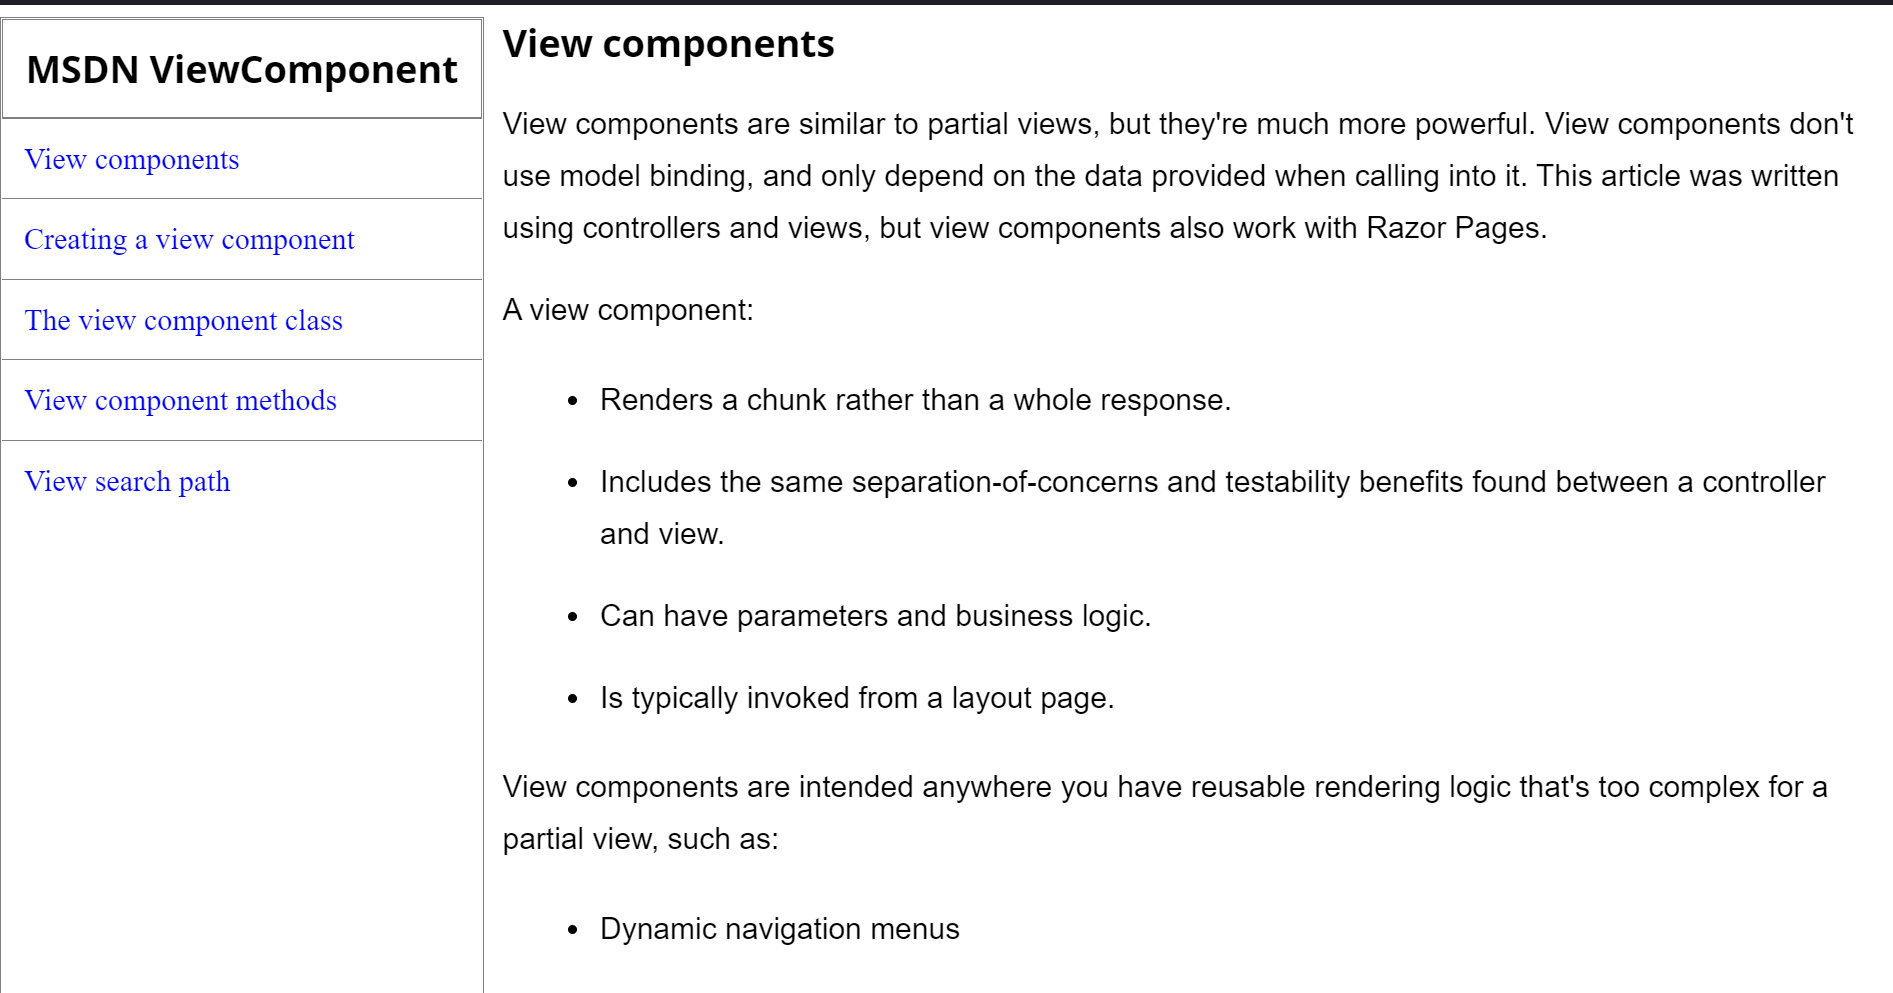 MSDN ViewComponent
View components
Creating a view component
The view component class
View component methods
View search path
View components
View components are similar to partial views, but they're much more powerful. View components don't
use model binding, and only depend on the data provided when calling into it. This article was written
using controllers and views, but view components also work with Razor Pages.
A view component:
• Renders a chunk rather than a whole response.
• Includes the same separation-of-concerns and testability benefits found between a controller
and view.
• Can have parameters and business logic.
• Is typically invoked from a layout page.
View components are intended anywhere you have reusable rendering logic that's too complex for a
partial view, such as:
• Dynamic navigation menus